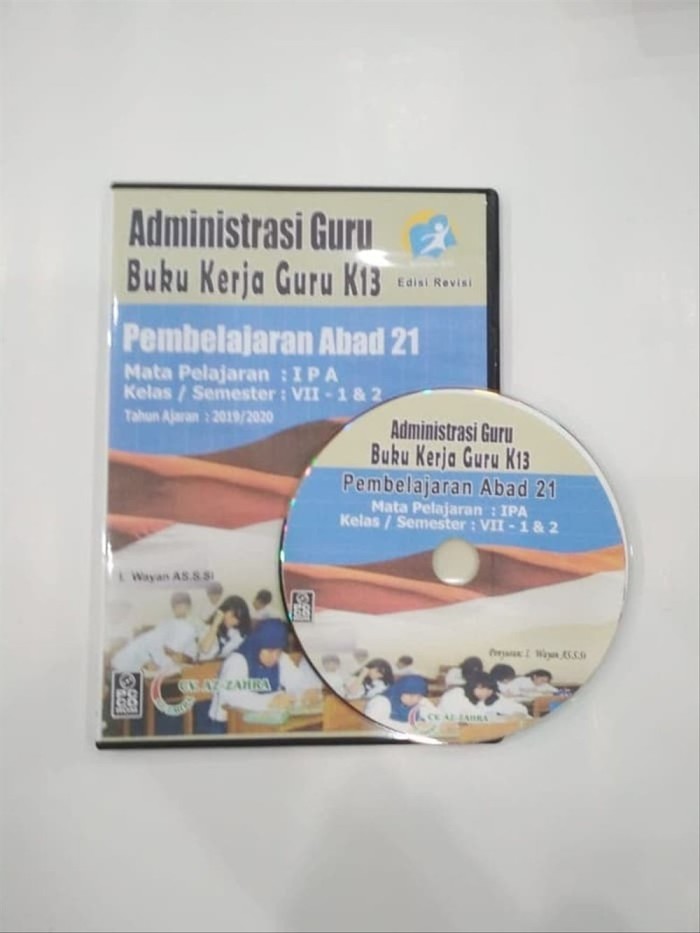 Administrasi Guru
Buku Kerja Guru K13
Edisi Revisi
Pembelajaran Abad 21
Mata Pelajaran : I P A
Kelas / Semester : VII - 1 & 2
Tahun Ajaran : 2019/2020
I. Wayan AS.S.Si
CV. AZ-ZAHRA
Administrasi Guru
Buku Kerja Guru K13
Pembelajaran Abad 21
Mata Pelajaran : IPA
Kelas / Semester : VII - 1 & 2
Penyusun: I. Wayan AS.S.Si
CV. AZ-ZAHRA